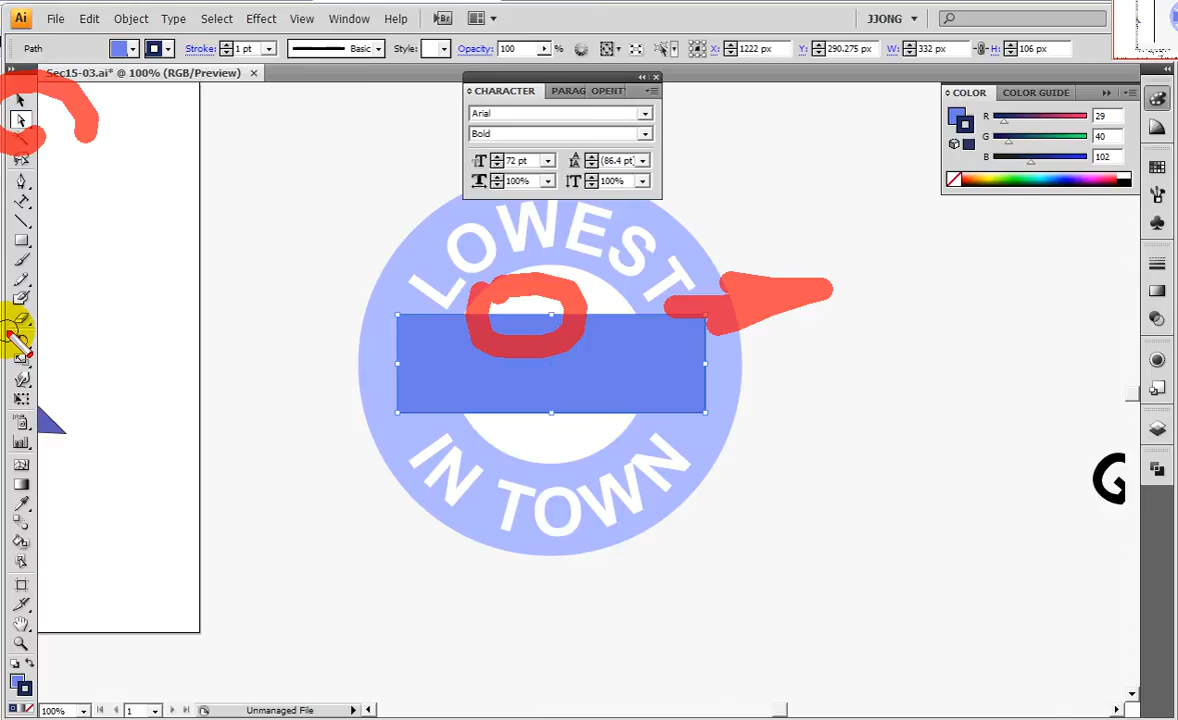 Ai File Edit Object Type Select Effect View Window Help Br JJONG
Path Stroke: 1 pt Basic Style: Opacity: 100 % X: 1222 px Y: 290.275 px W: 332 px H: 106 px
Sec15-03.ai* @ 100% (RGB/Preview)
CHARACTER PARAG OPENT
Arial
Bold
72 pt (86.4 pt)
100% 100%
COLOR COLOR GUIDE
R 29
G 40
B 102
LOWEST
IN TOWN
G
100% 1 Unmanaged File